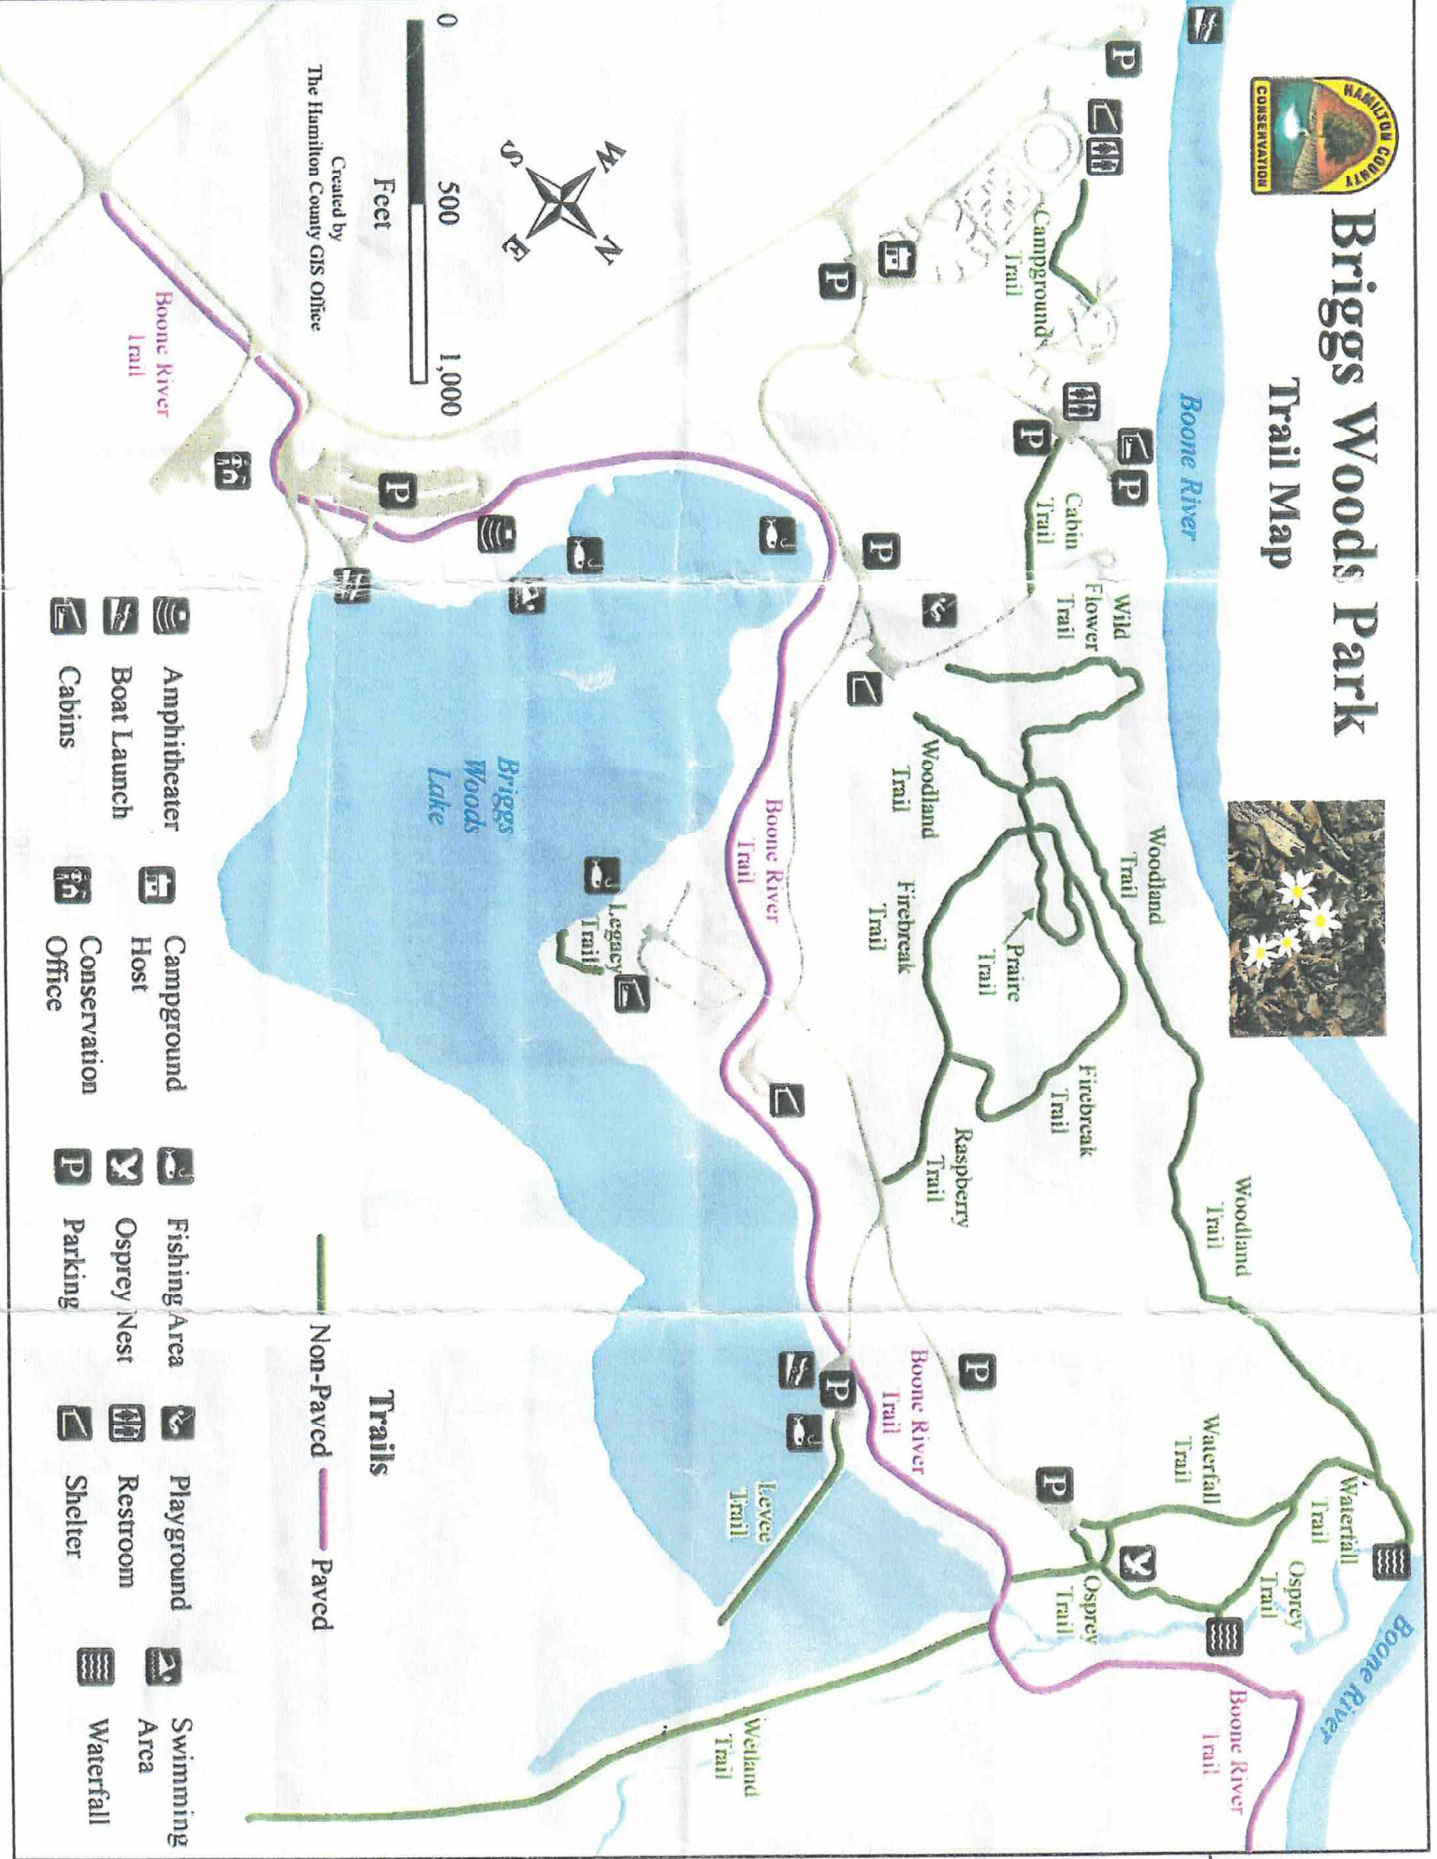 HAMILTON COUNTY
CONSERVATION
Briggs Woods Park
Trail Map
Boone River
P
Campground
Trail
P
P
P
Cabin
Trail
Wild
Flower
Trail
P
Woodland
Trail
Woodland
Trail
Firebreak
Trail
Praire
Trail
Firebreak
Trail
Raspberry
Trail
Woodland
Trail
Waterfall
Trail
Waterfall
Trail
Osprey
Trail
Osprey
Trail
P
P
Boone River
Boone River
Trail
Boone River
Trail
P
Levee
Trail
Wetland
Trail
Boone River
Trail
Legacy
Trail
Briggs
Woods
Lake
P
Boone River
Trail
W
N
S
E
0
500
1,000
Feet
Created by
The Hamilton County GIS Office
Trails
Non-Paved
Paved
Amphitheater
Boat Launch
Cabins
Campground
Host
Conservation
Office
Fishing Area
Osprey Nest
P
Parking
Playground
Restroom
Shelter
Swimming
Area
Waterfall